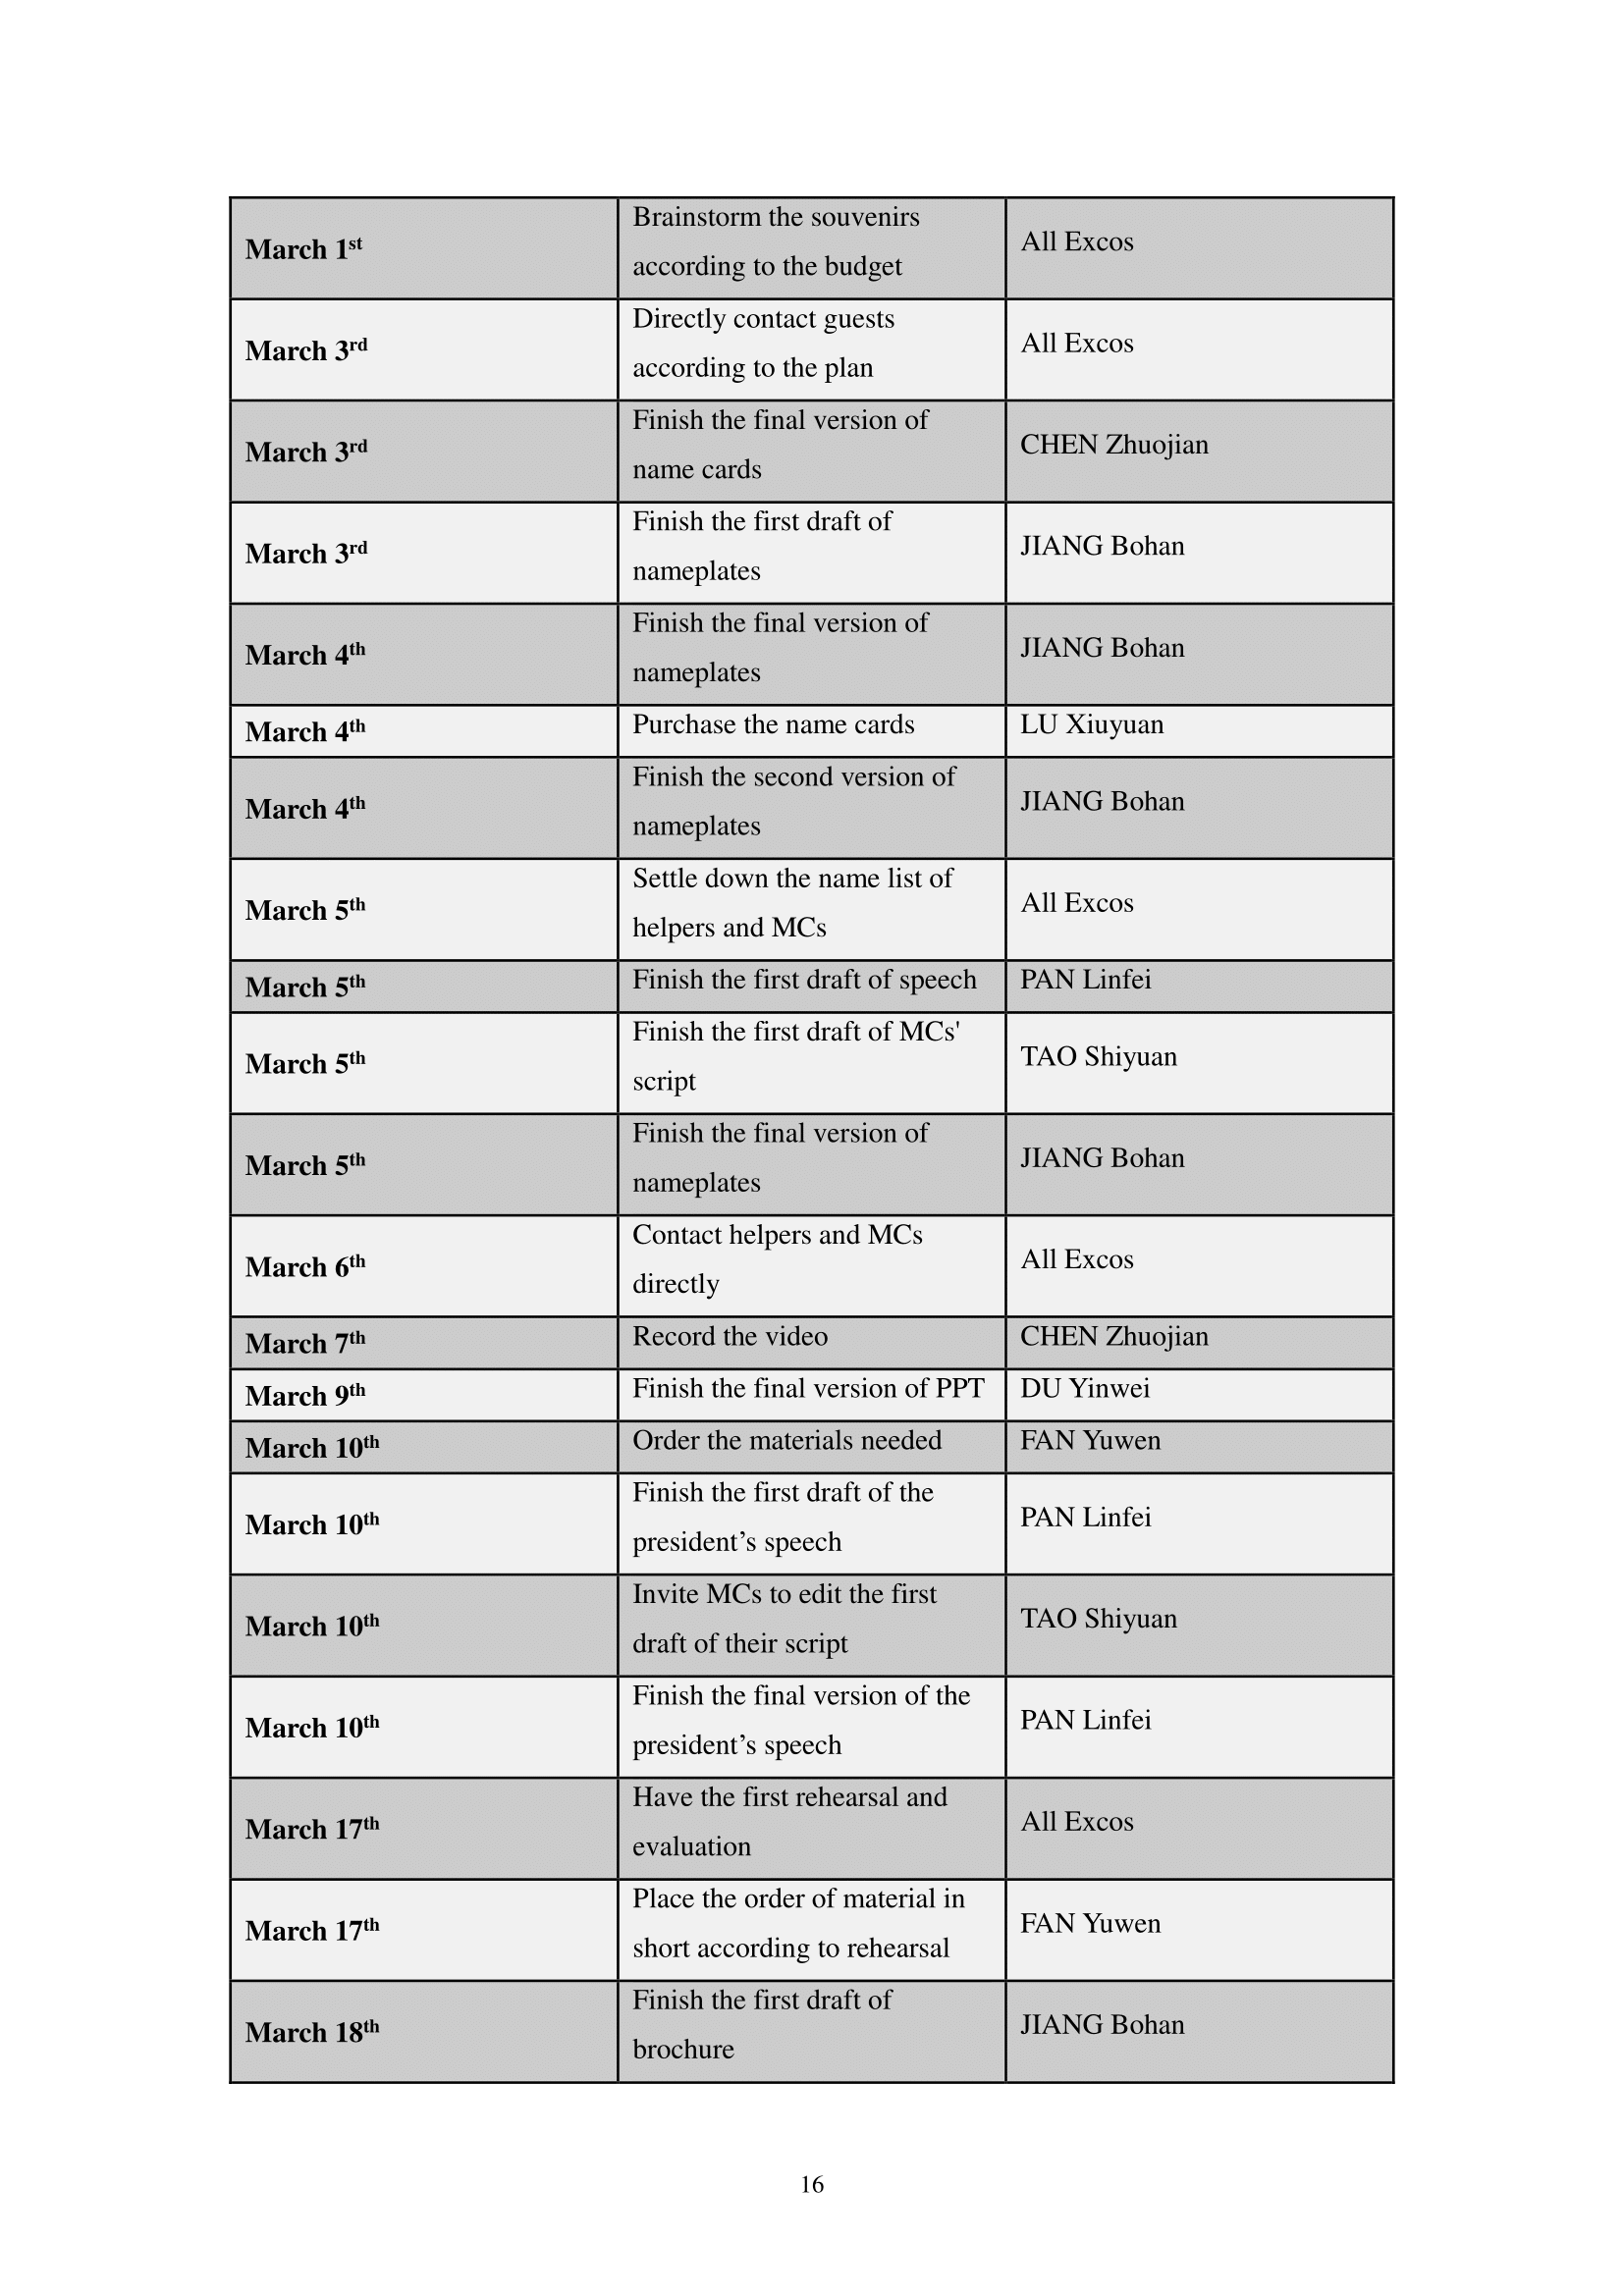 March 1st
Brainstorm the souvenirs
according to the budget
All Excos
March 3rd
Directly contact guests
according to the plan
All Excos
March 3rd
Finish the final version of
name cards
CHEN Zhuojian
March 3rd
Finish the first draft of
nameplates
JIANG Bohan
March 4th
Finish the final version of
nameplates
JIANG Bohan
March 4th
Purchase the name cards
LU Xiuyuan
March 4th
Finish the second version of
nameplates
JIANG Bohan
March 5th
Settle down the name list of
helpers and MCs
All Excos
March 5th
Finish the first draft of speech
PAN Linfei
March 5th
Finish the first draft of MCs'
script
TAO Shiyuan
March 5th
Finish the final version of
nameplates
JIANG Bohan
March 6th
Contact helpers and MCs
directly
All Excos
March 7th
Record the video
CHEN Zhuojian
March 9th
Finish the final version of PPT
DU Yinwei
March 10th
Order the materials needed
FAN Yuwen
March 10th
Finish the first draft of the
president’s speech
PAN Linfei
March 10th
Invite MCs to edit the first
draft of their script
TAO Shiyuan
March 10th
Finish the final version of the
president’s speech
PAN Linfei
March 17th
Have the first rehearsal and
evaluation
All Excos
March 17th
Place the order of material in
short according to rehearsal
FAN Yuwen
March 18th
Finish the first draft of
brochure
JIANG Bohan
16